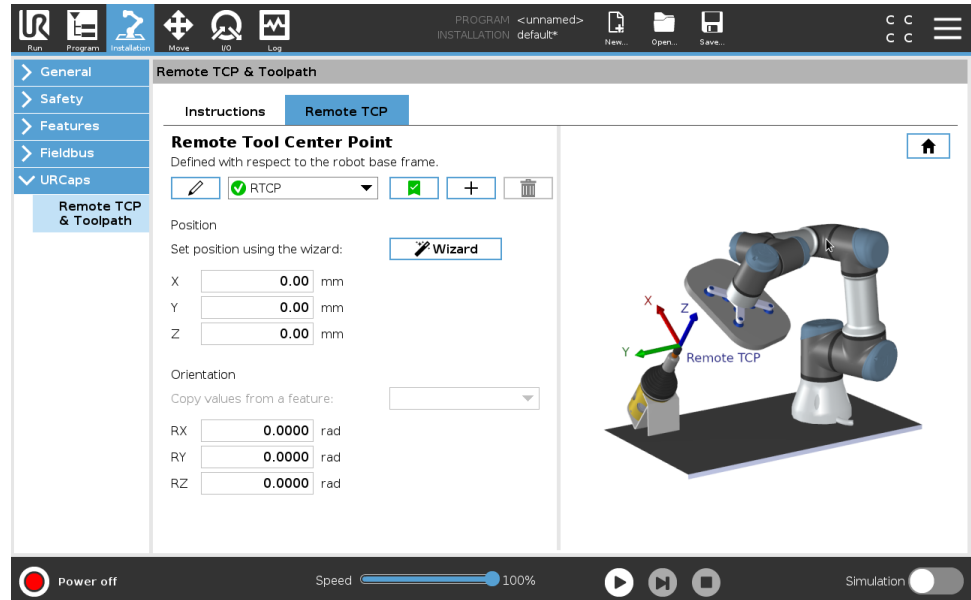 PROGRAM <unnamed>
INSTALLATION default*
Run Program Installation Move I/O Log New... Open... Save...
C C
C C
General
Safety
Features
Fieldbus
URCaps
Remote TCP
& Toolpath
Remote TCP & Toolpath
Instructions Remote TCP
Remote Tool Center Point
Defined with respect to the robot base frame.
RTCP
Position
Set position using the wizard: Wizard
X 0.00 mm
Y 0.00 mm
Z 0.00 mm
Orientation
Copy values from a feature:
RX 0.0000 rad
RY 0.0000 rad
RZ 0.0000 rad
X
Z
Y
Remote TCP
Power off Speed 100% Simulation